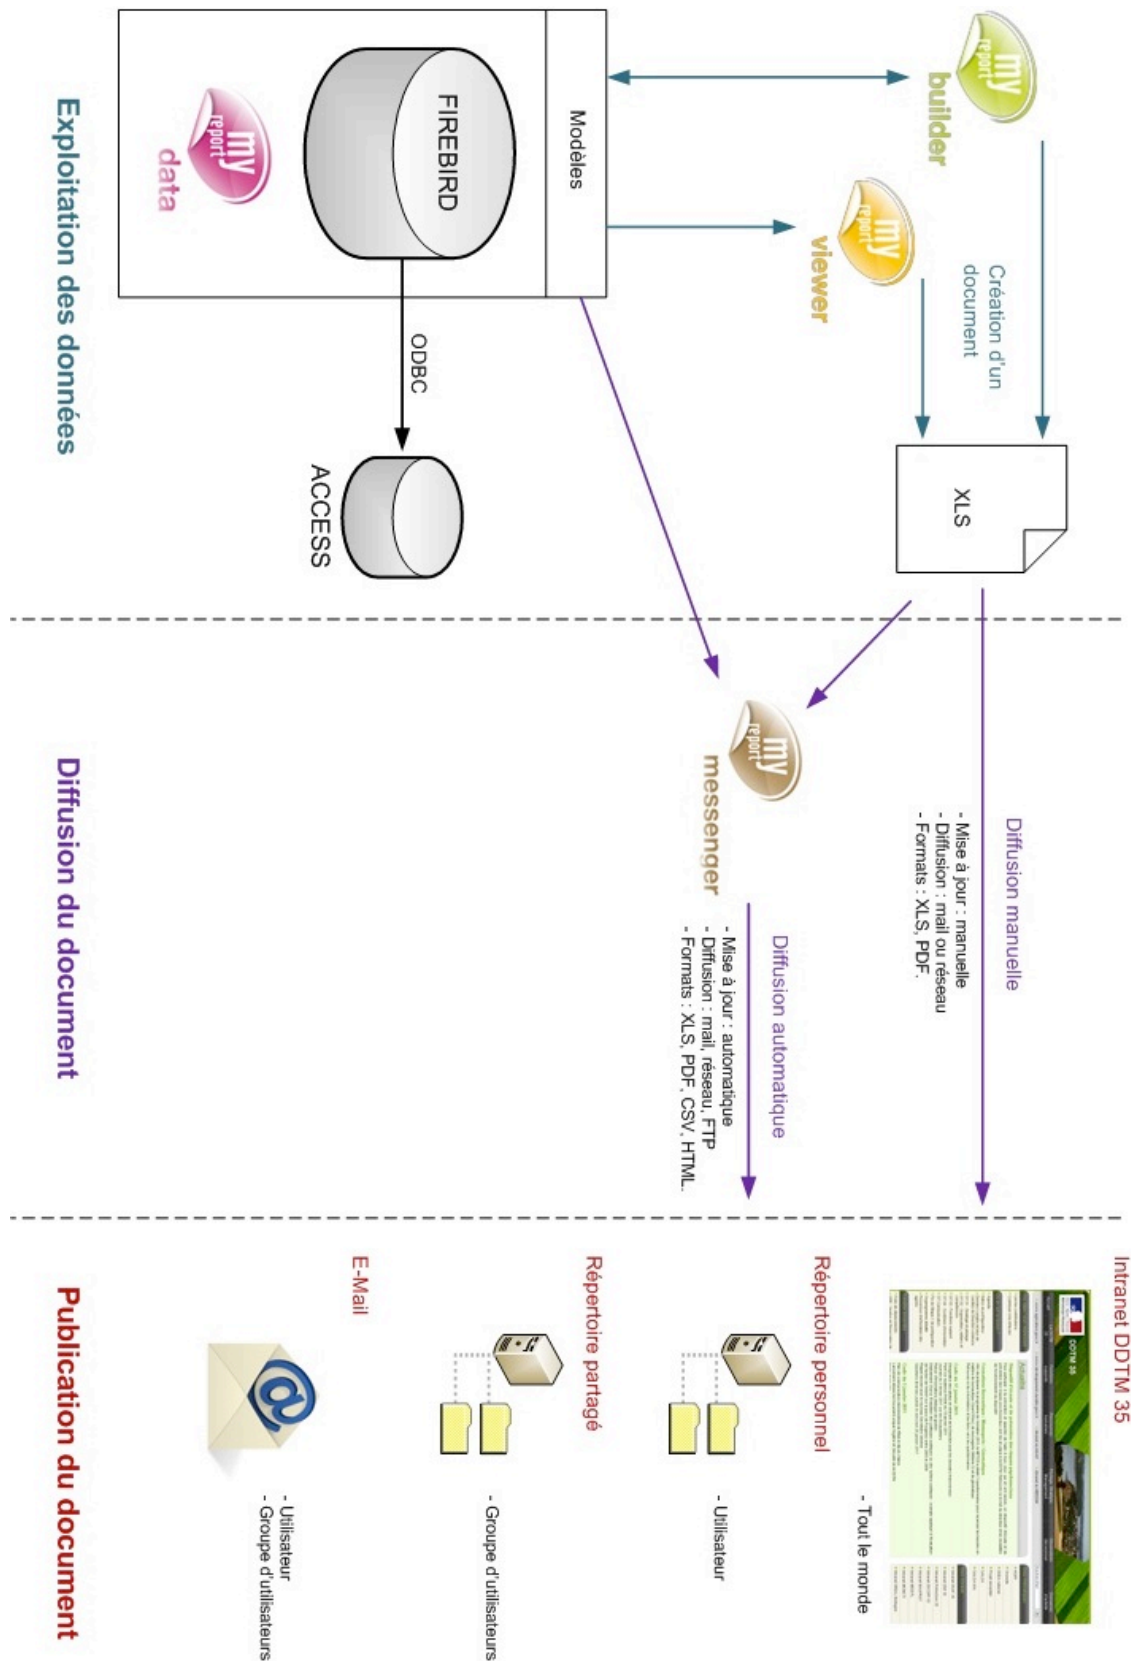 my
report
builder
my
report
viewer
Création d'un
document
XLS
Modèles
FIREBIRD
my
report
data
ODBC
ACCESS
Exploitation des données
Diffusion manuelle
- Mise à jour : manuelle
- Diffusion : mail ou réseau
- Formats : XLS, PDF.
my
report
messenger
Diffusion automatique
- Mise à jour : automatique
- Diffusion : mail, réseau, FTP
- Formats : XLS, PDF, CSV, HTML.
Diffusion du document
Intranet DDTM 35
DDTM 35
- Tout le monde
Répertoire personnel
- Utilisateur
Répertoire partagé
- Groupe d'utilisateurs
E-Mail
@
- Utilisateur
- Groupe d'utilisateurs
Publication du document